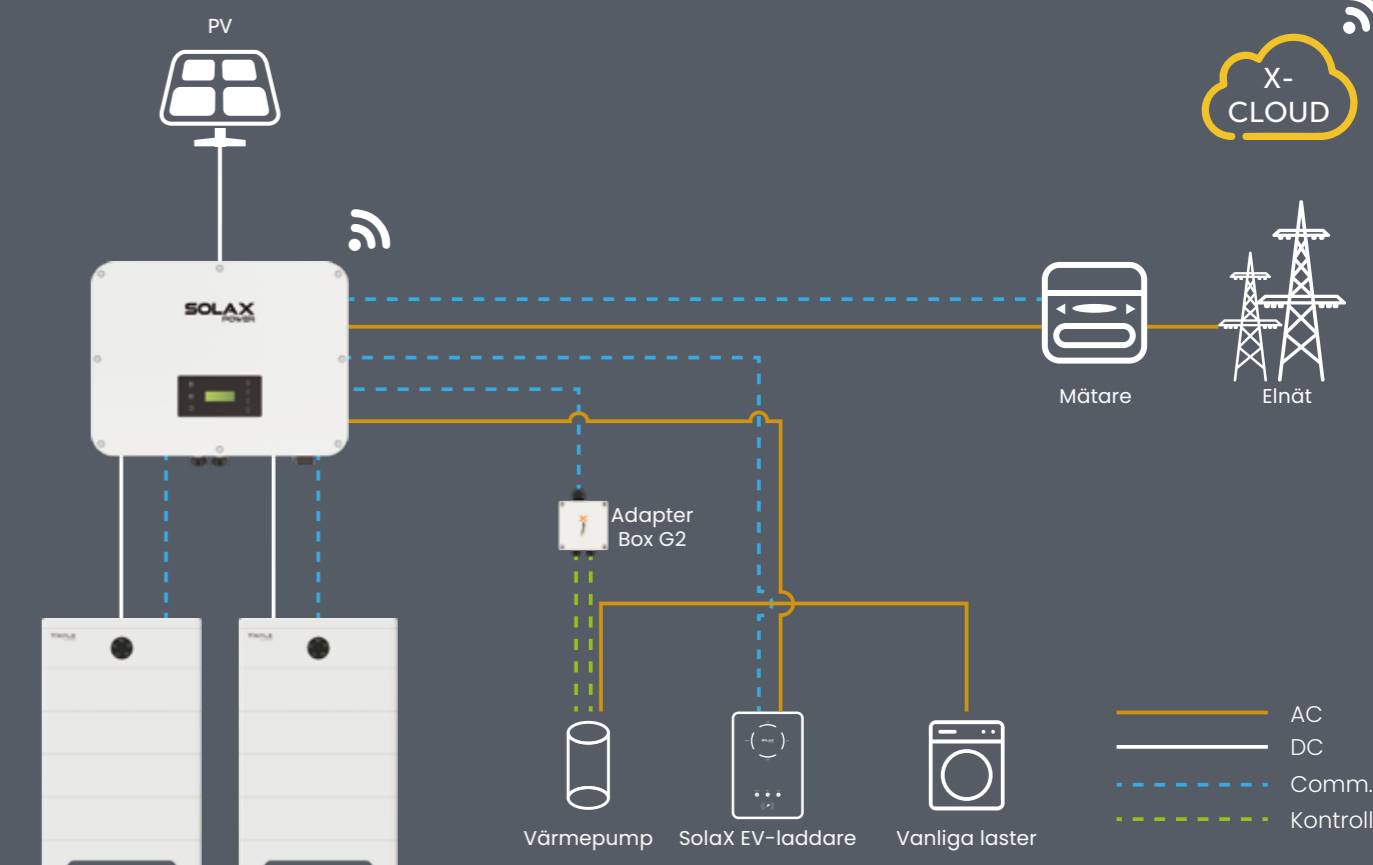 PV
X-
CLOUD
SOLAX
POWER
Mätare
Elnät
Adapter
Box G2
AC
DC
Comm.
Kontroll
Värmepump
SolaX EV-laddare
Vanliga laster